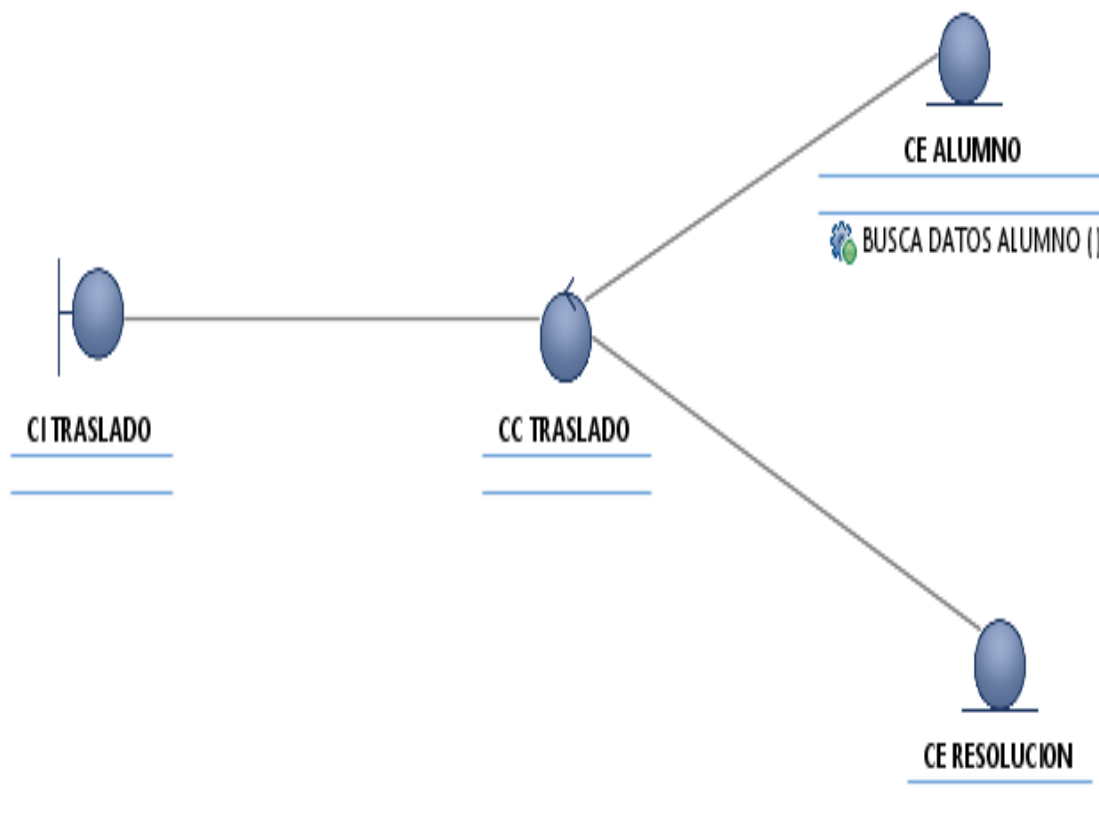 CE ALUMNO
BUSCA DATOS ALUMNO ()
CI TRASLADO
CC TRASLADO
CE RESOLUCION